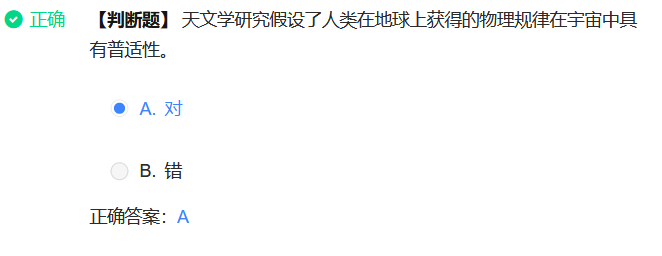 正确 【判断题】 天文学研究假设了人类在地球上获得的物理规律在宇宙中具
有普适性。
A. 对
B. 错
正确答案：A